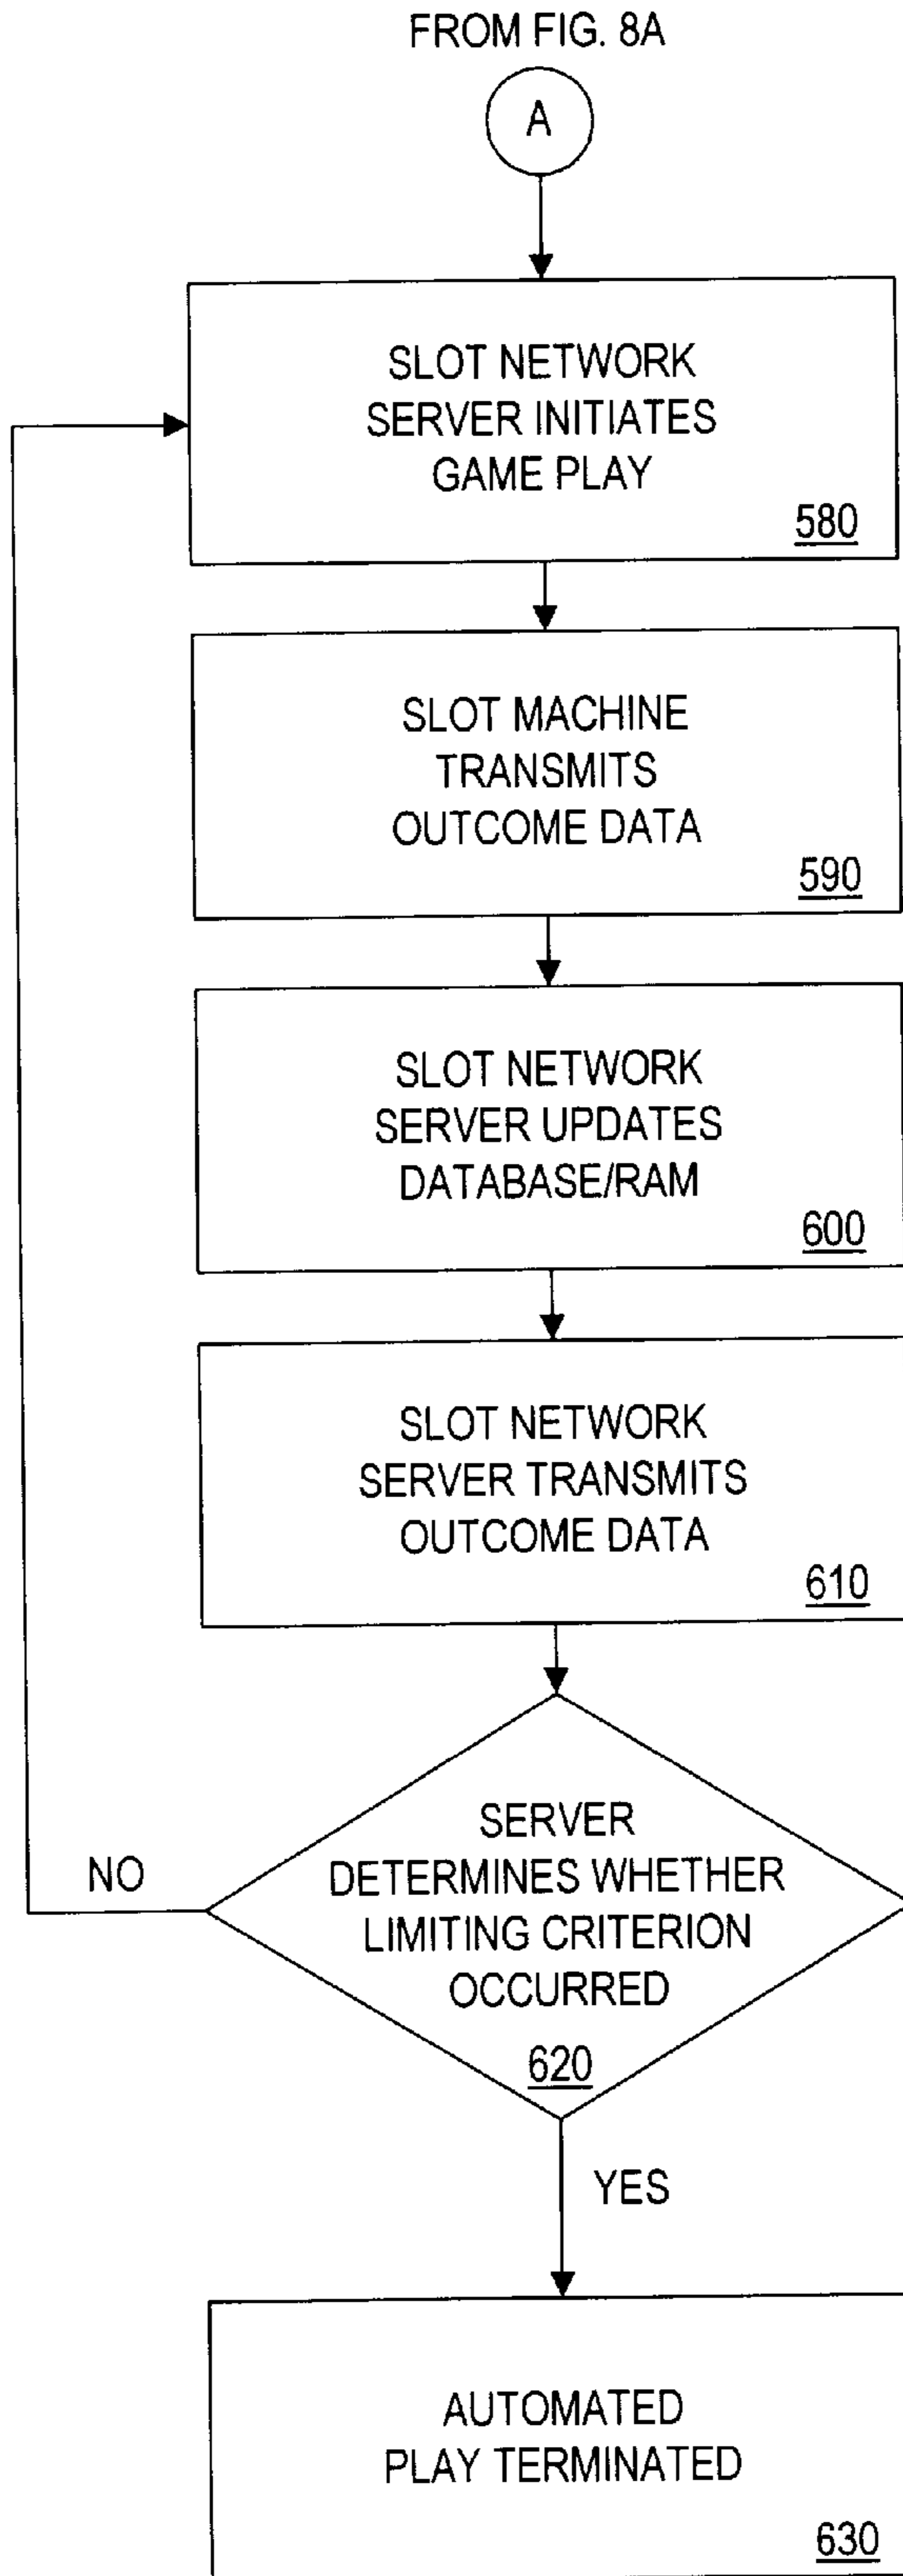 FROM FIG. 8A
A
SLOT NETWORK
SERVER INITIATES
GAME PLAY
580
SLOT MACHINE
TRANSMITS
OUTCOME DATA
590
SLOT NETWORK
SERVER UPDATES
DATABASE/RAM
600
SLOT NETWORK
SERVER TRANSMITS
OUTCOME DATA
610
SERVER
DETERMINES WHETHER
LIMITING CRITERION
OCCURRED
620
NO
YES
AUTOMATED
PLAY TERMINATED
630